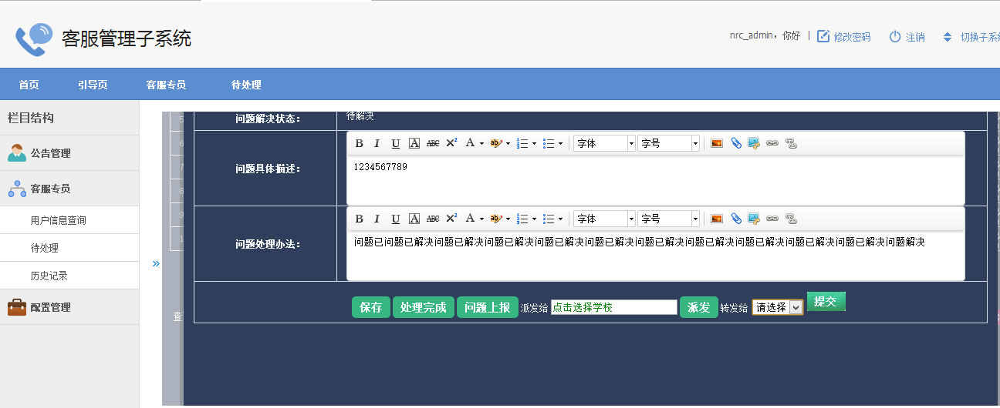 客服管理子系统
nrc_admin，你好 | 修改密码 注销 切换子系
首页 引导页 客服专员 待处理
栏目结构
公告管理
客服专员
用户信息查询
待处理
历史记录
配置管理
»
5
6
7
8
9
1
查
问题解决状态： 待解决
B I U A ABC X² A ab 字体 字号
问题具体描述： 1234567789
B I U A ABC X² A ab 字体 字号
问题处理办法： 问题已问题已解决问题已解决问题已解决问题已解决问题已解决问题已解决问题已解决问题已解决问题已解决问题已解决问题解决
保存 处理完成 问题上报 派发给 点击选择学校 派发 转发给 请选择 提交